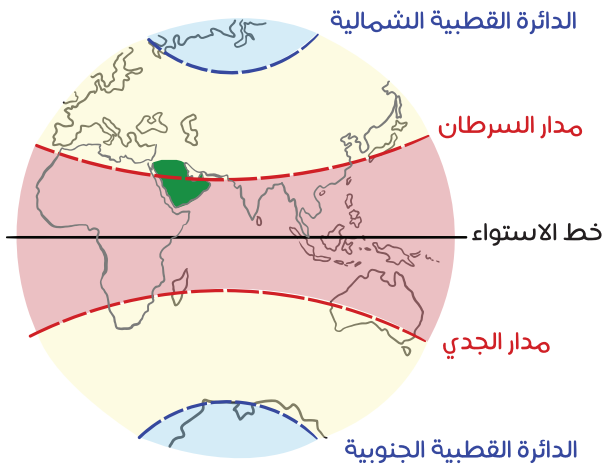 الدائرة القطبية الشمالية
مدار السرطان
خط الاستواء
مدار الجدي
الدائرة القطبية الجنوبية